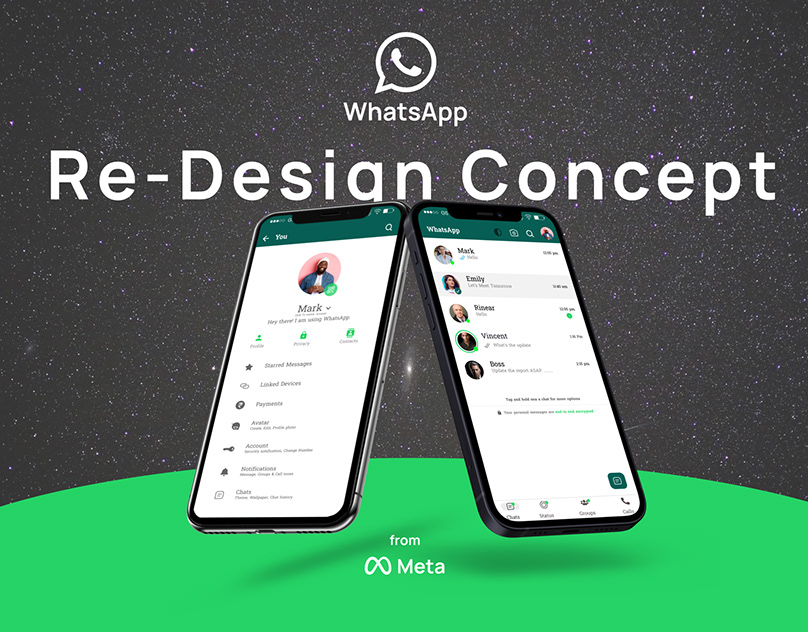 WhatsApp
Re-Design Concept
You
Mark
Hey there! I am using WhatsApp
Profile
Privacy
Contacts
Starred Messages
Linked Devices
Payments
Avatar
Create, Edit, Profile photo
Account
Security notification, Change Number
Notifications
Message, Groups & Call tones
Chats
Theme, Wallpaper, Chat history
WhatsApp
Mark
Hello
Emily
Let's Meet Tomorrow
Rinear
Hello
Vincent
What's the update
Boss
Update the report ASAP
Tap and hold one a chat for more options
Your personal messages are end to end encrypted
Chats
Status
Groups
Calls
from
Meta